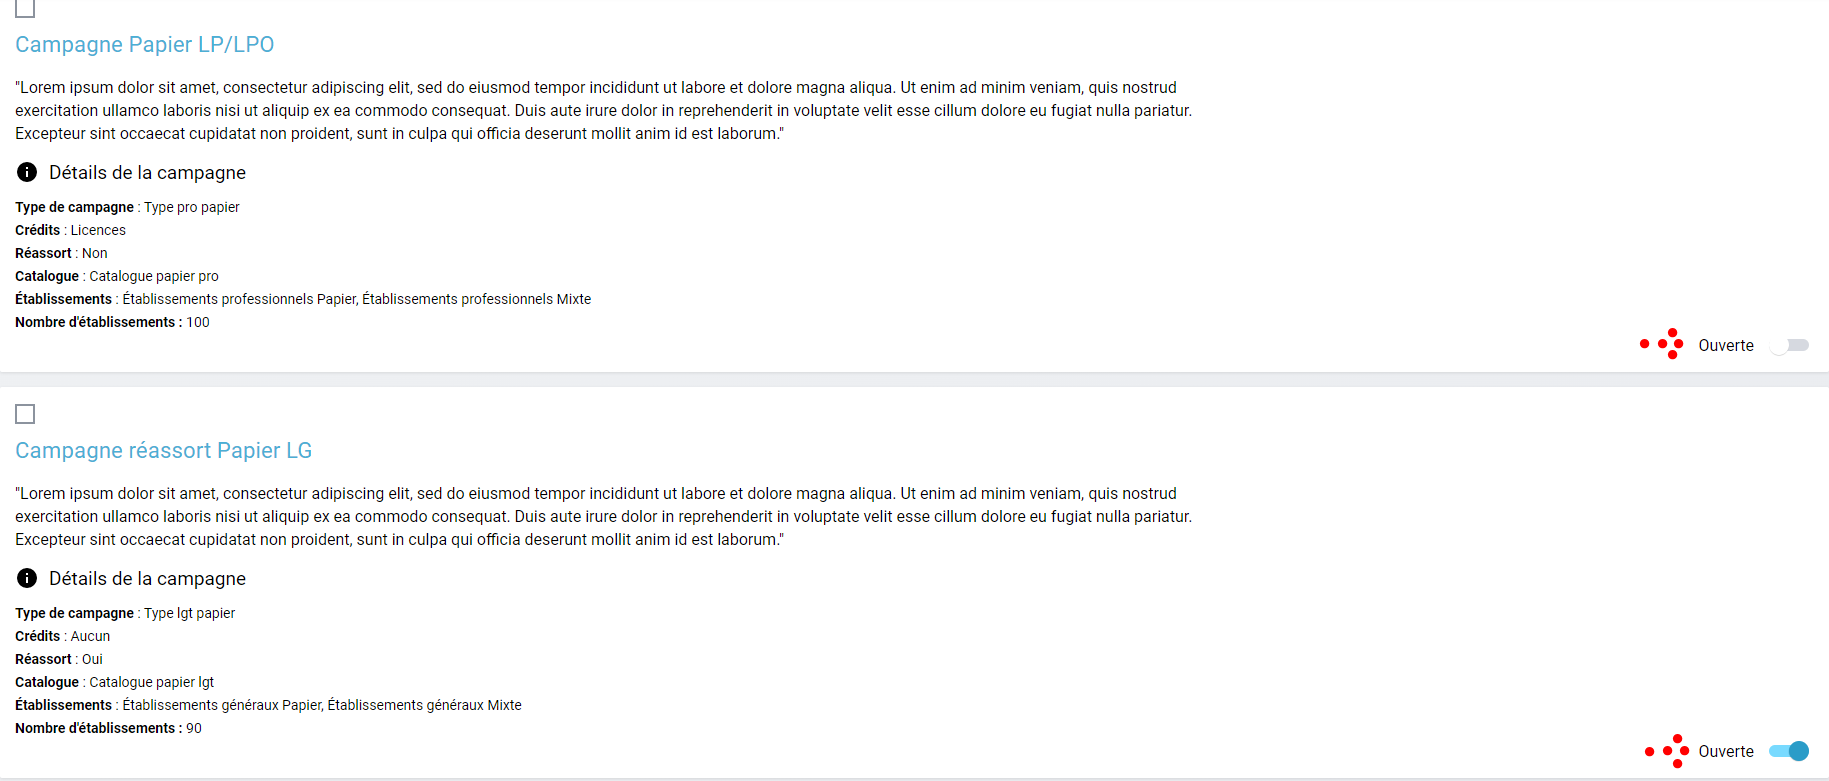 Campagne Papier LP/LPO
"Lorem ipsum dolor sit amet, consectetur adipiscing elit, sed do eiusmod tempor incididunt ut labore et dolore magna aliqua. Ut enim ad minim veniam, quis nostrud
exercitation ullamco laboris nisi ut aliquip ex ea commodo consequat. Duis aute irure dolor in reprehenderit in voluptate velit esse cillum dolore eu fugiat nulla pariatur.
Excepteur sint occaecat cupidatat non proident, sunt in culpa qui officia deserunt mollit anim id est laborum."
Détails de la campagne
Type de campagne : Type pro papier
Crédits : Licences
Réassort : Non
Catalogue : Catalogue papier pro
Établissements : Établissements professionnels Papier, Établissements professionnels Mixte
Nombre d'établissements : 100
Ouverte
Campagne réassort Papier LG
"Lorem ipsum dolor sit amet, consectetur adipiscing elit, sed do eiusmod tempor incididunt ut labore et dolore magna aliqua. Ut enim ad minim veniam, quis nostrud
exercitation ullamco laboris nisi ut aliquip ex ea commodo consequat. Duis aute irure dolor in reprehenderit in voluptate velit esse cillum dolore eu fugiat nulla pariatur.
Excepteur sint occaecat cupidatat non proident, sunt in culpa qui officia deserunt mollit anim id est laborum."
Détails de la campagne
Type de campagne : Type lgt papier
Crédits : Aucun
Réassort : Oui
Catalogue : Catalogue papier lgt
Établissements : Établissements généraux Papier, Établissements généraux Mixte
Nombre d'établissements : 90
Ouverte